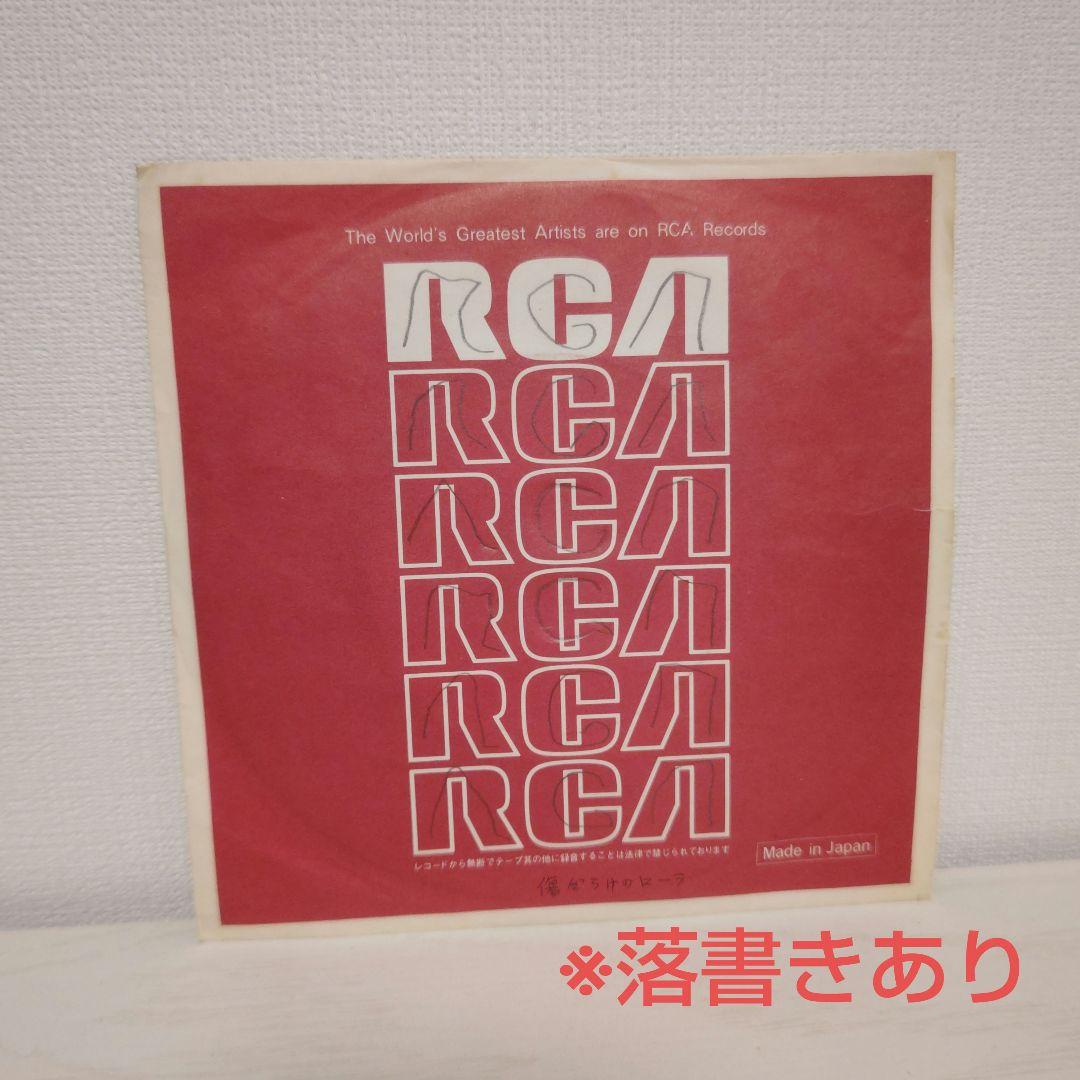 The World's Greatest Artists are on RCA Records
RCA
RCA
RCA
RCA
RCA
RCA
レコードから無断でテープ其の他に録音することは法律で禁じられております
Made in Japan
傷だらけのローラ
※落書きあり